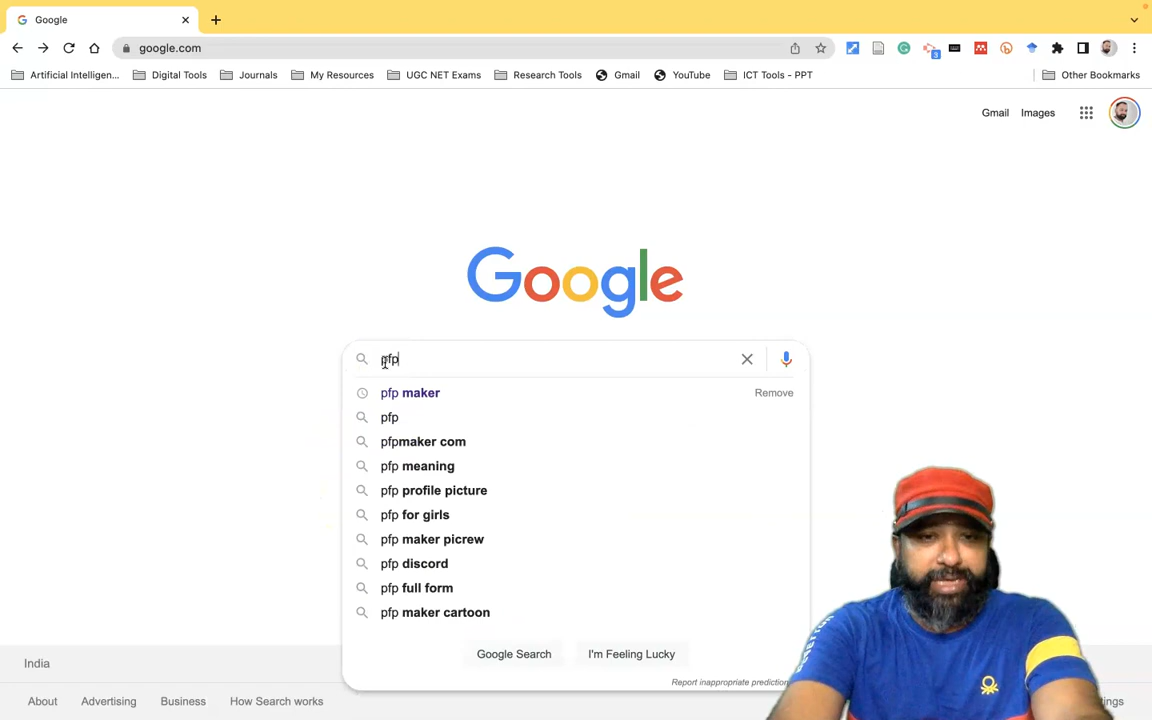 Google
google.com
3
Artificial Intelligen... Digital Tools Journals My Resources UGC NET Exams Research Tools Gmail YouTube ICT Tools - PPT Other Bookmarks
Gmail Images
Google
pfp
pfp maker Remove
pfp
pfpmaker com
pfp meaning
pfp profile picture
pfp for girls
pfp maker picrew
pfp discord
pfp full form
pfp maker cartoon
Google Search I'm Feeling Lucky
Report inappropriate prediction
India
About Advertising Business How Search works ings